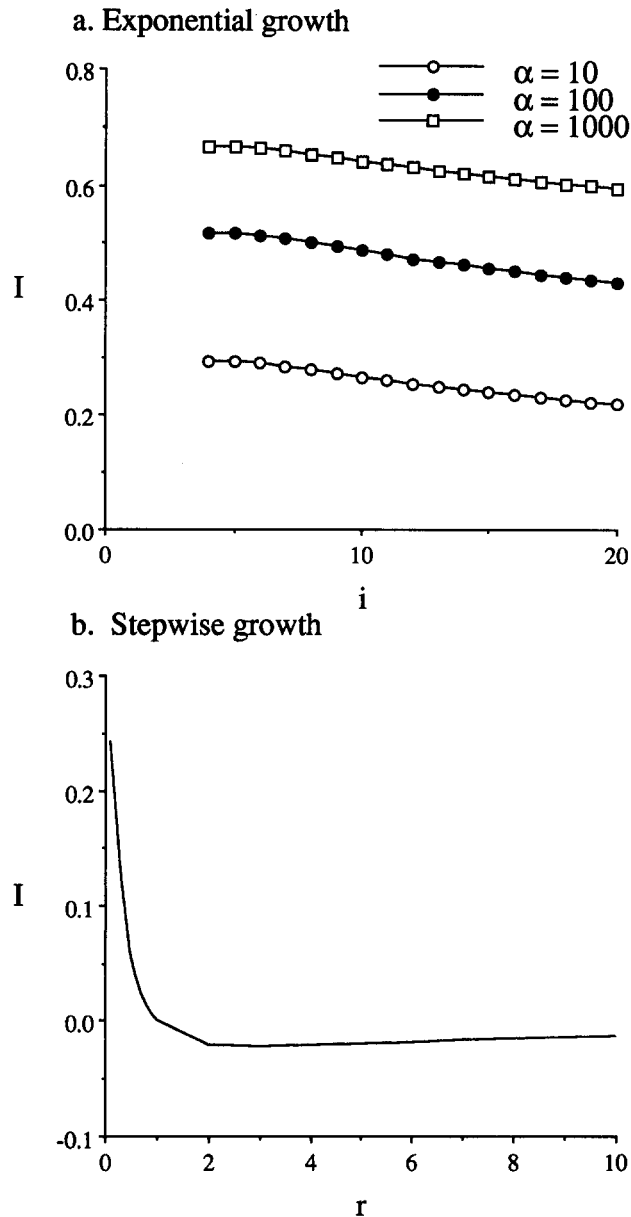 a. Exponential growth
α = 10
α = 100
α = 1000
0.8
0.6
0.4
0.2
0.0
I
0
10
20
i
b. Stepwise growth
0.3
0.2
0.1
0.0
-0.1
I
0
2
4
6
8
10
r